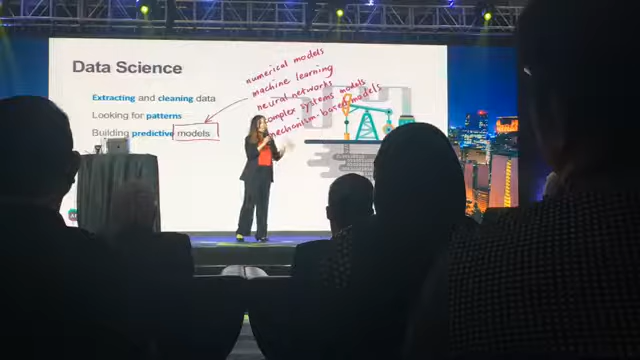 Data Science
Extracting and cleaning data
Looking for patterns
Building predictive models
numerical models
machine learning
neural networks
complex systems models
mechanism-based models